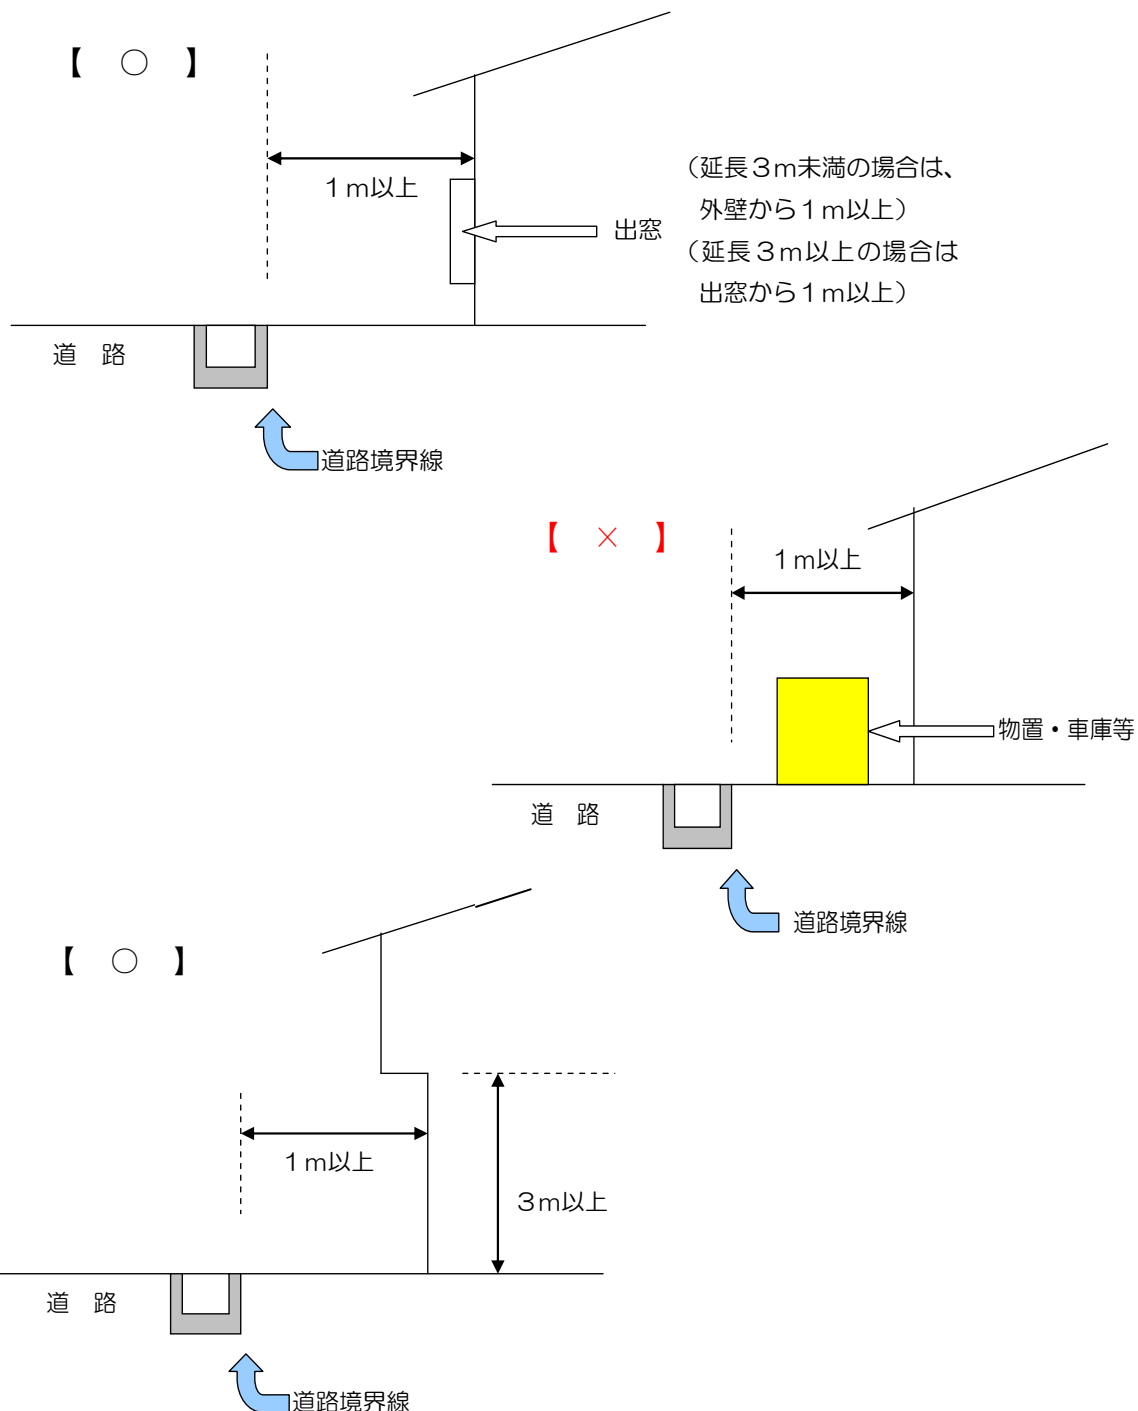 【　○　】
１ｍ以上
（延長３ｍ未満の場合は、
外壁から１ｍ以上）
出窓
（延長３ｍ以上の場合は
出窓から１ｍ以上）
道　路
道路境界線
【　×　】
１ｍ以上
物置・車庫等
道　路
道路境界線
【　○　】
１ｍ以上
３ｍ以上
道　路
道路境界線